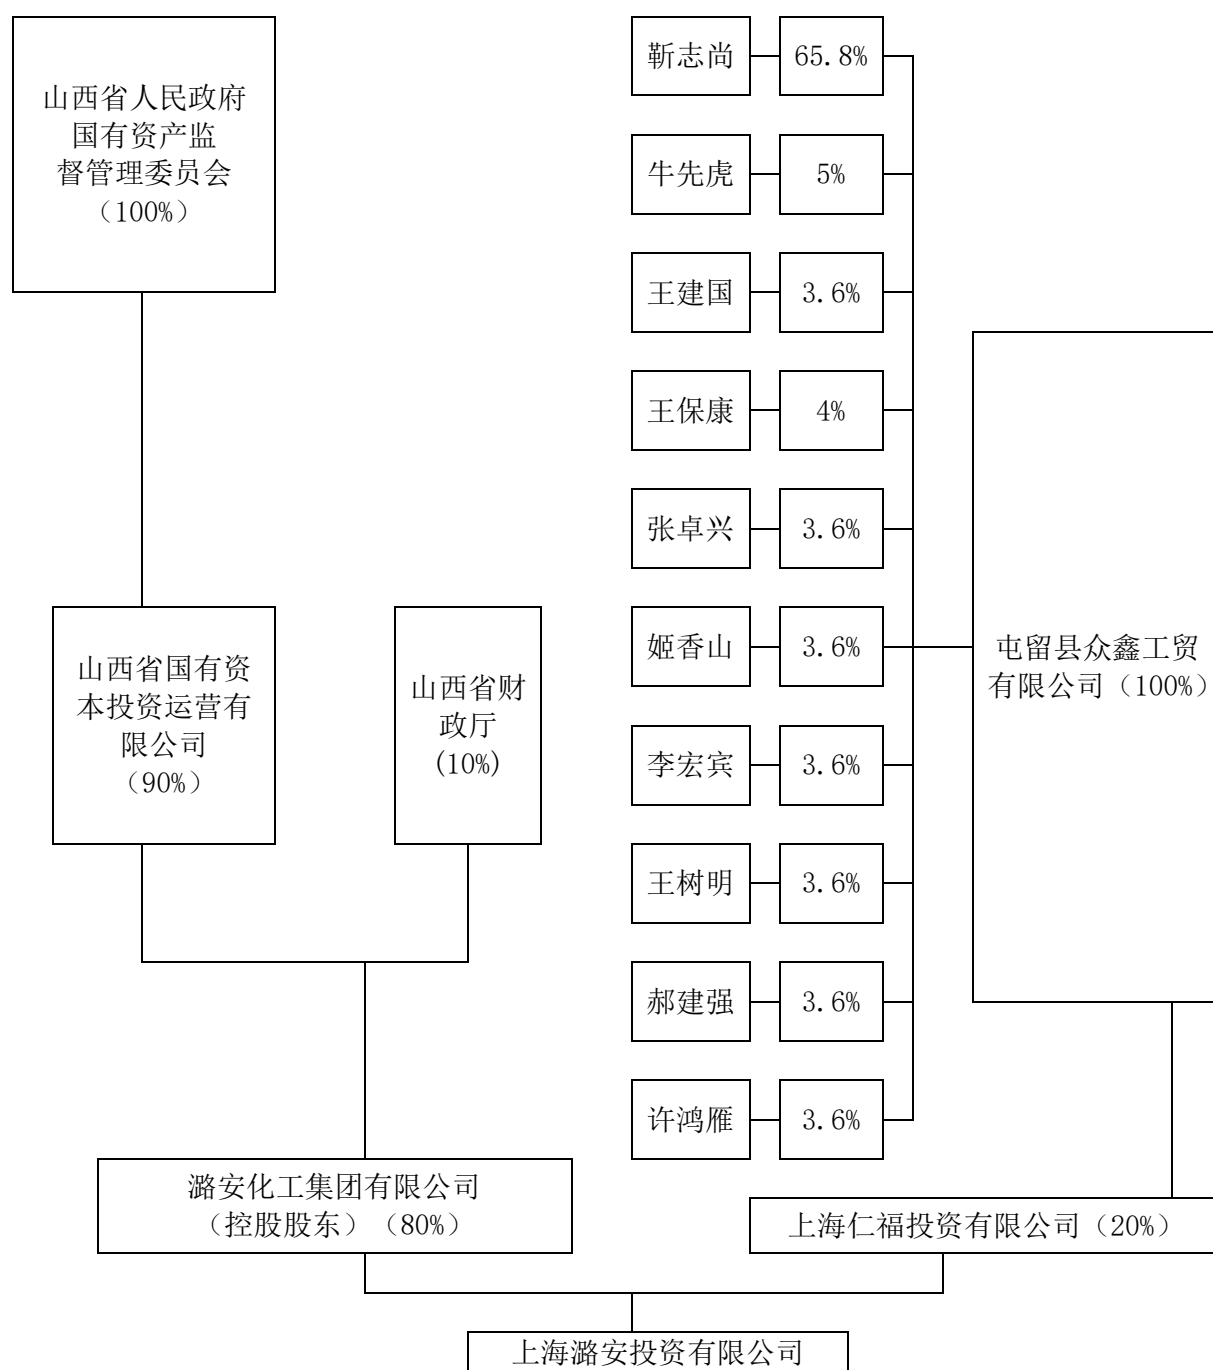 山西省人民政府
国有资产监
督管理委员会
（100%）
靳志尚
65.8%
牛先虎
5%
王建国
3.6%
王保康
4%
张卓兴
3.6%
姬香山
3.6%
李宏宾
3.6%
王树明
3.6%
郝建强
3.6%
许鸿雁
3.6%
屯留县众鑫工贸
有限公司（100%）
山西省国有资
本投资运营有
限公司
（90%）
山西省财
政厅
(10%)
潞安化工集团有限公司
（控股股东）（80%）
上海仁福投资有限公司（20%）
上海潞安投资有限公司